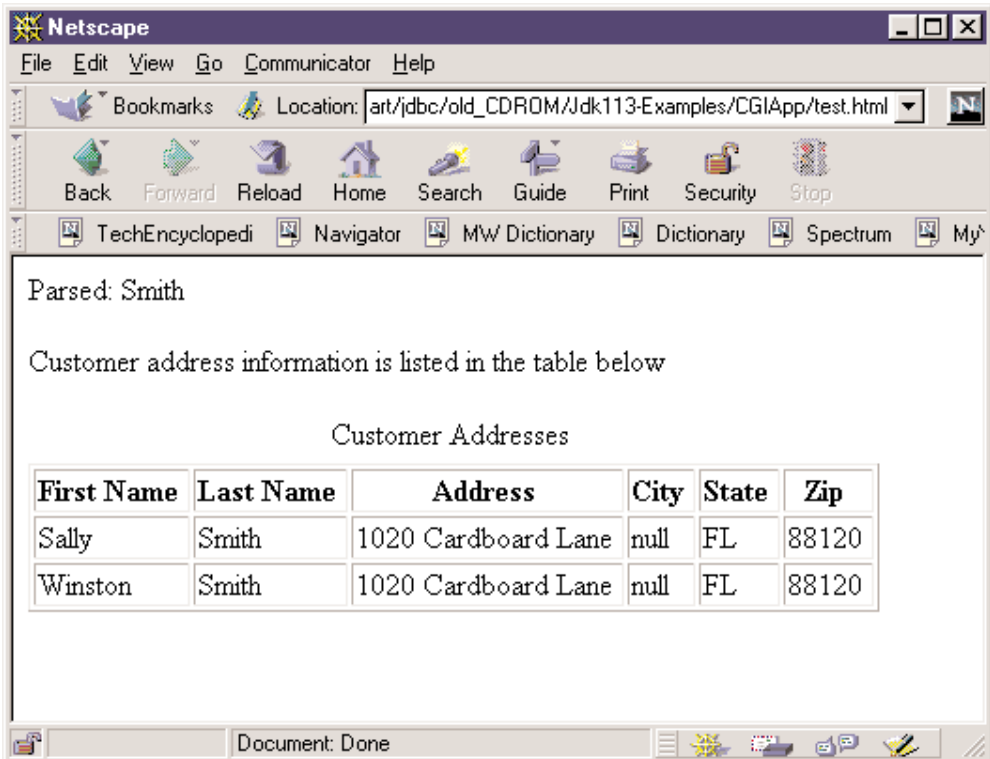 Netscape
File Edit View Go Communicator Help
Bookmarks Location: art/jdbc/old_CDROM/Jdk113-Examples/CGIApp/test.html N
Back Forward Reload Home Search Guide Print Security Stop
TechEncyclopedi Navigator MW Dictionary Dictionary Spectrum My
Parsed: Smith
Customer address information is listed in the table below
Customer Addresses
First Name Last Name Address City State Zip
Sally Smith 1020 Cardboard Lane null FL 88120
Winston Smith 1020 Cardboard Lane null FL 88120
Document: Done